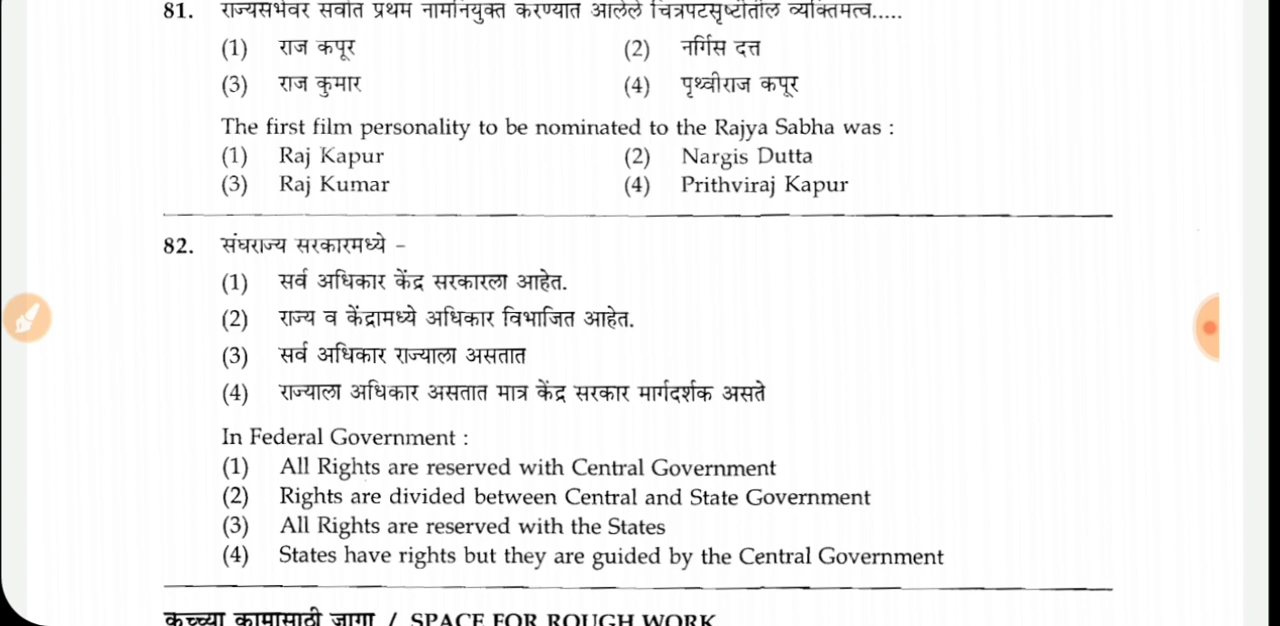 81. राज्यसभेवर सर्वात प्रथम नामनियुक्त करण्यात आलेले चित्रपटसृष्टीतील व्यक्तिमत्व.....
(1) राज कपूर (2) नर्गिस दत्त
(3) राज कुमार (4) पृथ्वीराज कपूर
The first film personality to be nominated to the Rajya Sabha was :
(1) Raj Kapur (2) Nargis Dutta
(3) Raj Kumar (4) Prithviraj Kapur
82. संघराज्य सरकारमध्ये -
(1) सर्व अधिकार केंद्र सरकारला आहेत.
(2) राज्य व केंद्रामध्ये अधिकार विभाजित आहेत.
(3) सर्व अधिकार राज्याला असतात
(4) राज्याला अधिकार असतात मात्र केंद्र सरकार मार्गदर्शक असते
In Federal Government :
(1) All Rights are reserved with Central Government
(2) Rights are divided between Central and State Government
(3) All Rights are reserved with the States
(4) States have rights but they are guided by the Central Government
कच्च्या कामासाठी जागा / SPACE FOR ROUGH WORK